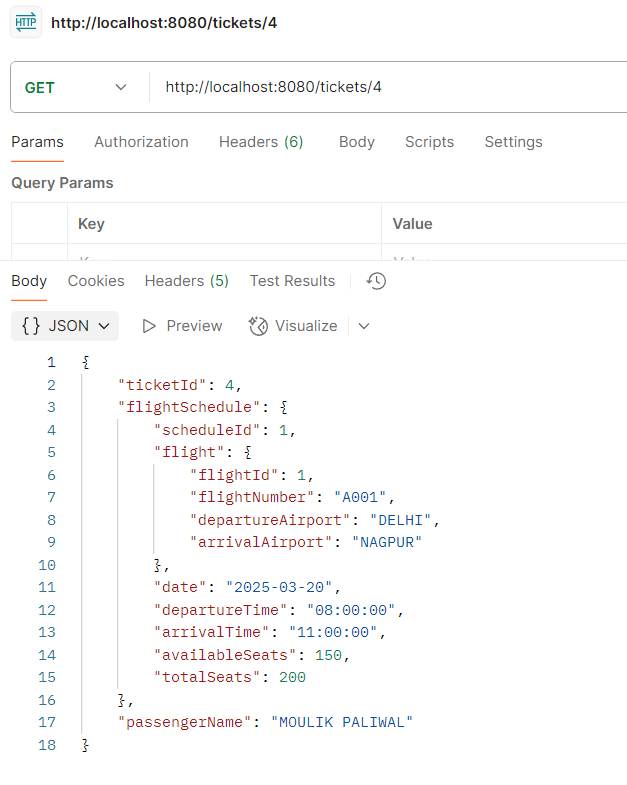 HTTP http://localhost:8080/tickets/4
GET http://localhost:8080/tickets/4
Params Authorization Headers (6) Body Scripts Settings
Query Params
Key Value
Key Value
Body Cookies Headers (5) Test Results
{} JSON Preview Visualize
1 {
2 "ticketId": 4,
3 "flightSchedule": {
4 "scheduleId": 1,
5 "flight": {
6 "flightId": 1,
7 "flightNumber": "A001",
8 "departureAirport": "DELHI",
9 "arrivalAirport": "NAGPUR"
10 },
11 "date": "2025-03-20",
12 "departureTime": "08:00:00",
13 "arrivalTime": "11:00:00",
14 "availableSeats": 150,
15 "totalSeats": 200
16 },
17 "passengerName": "MOULIK PALIWAL"
18 }